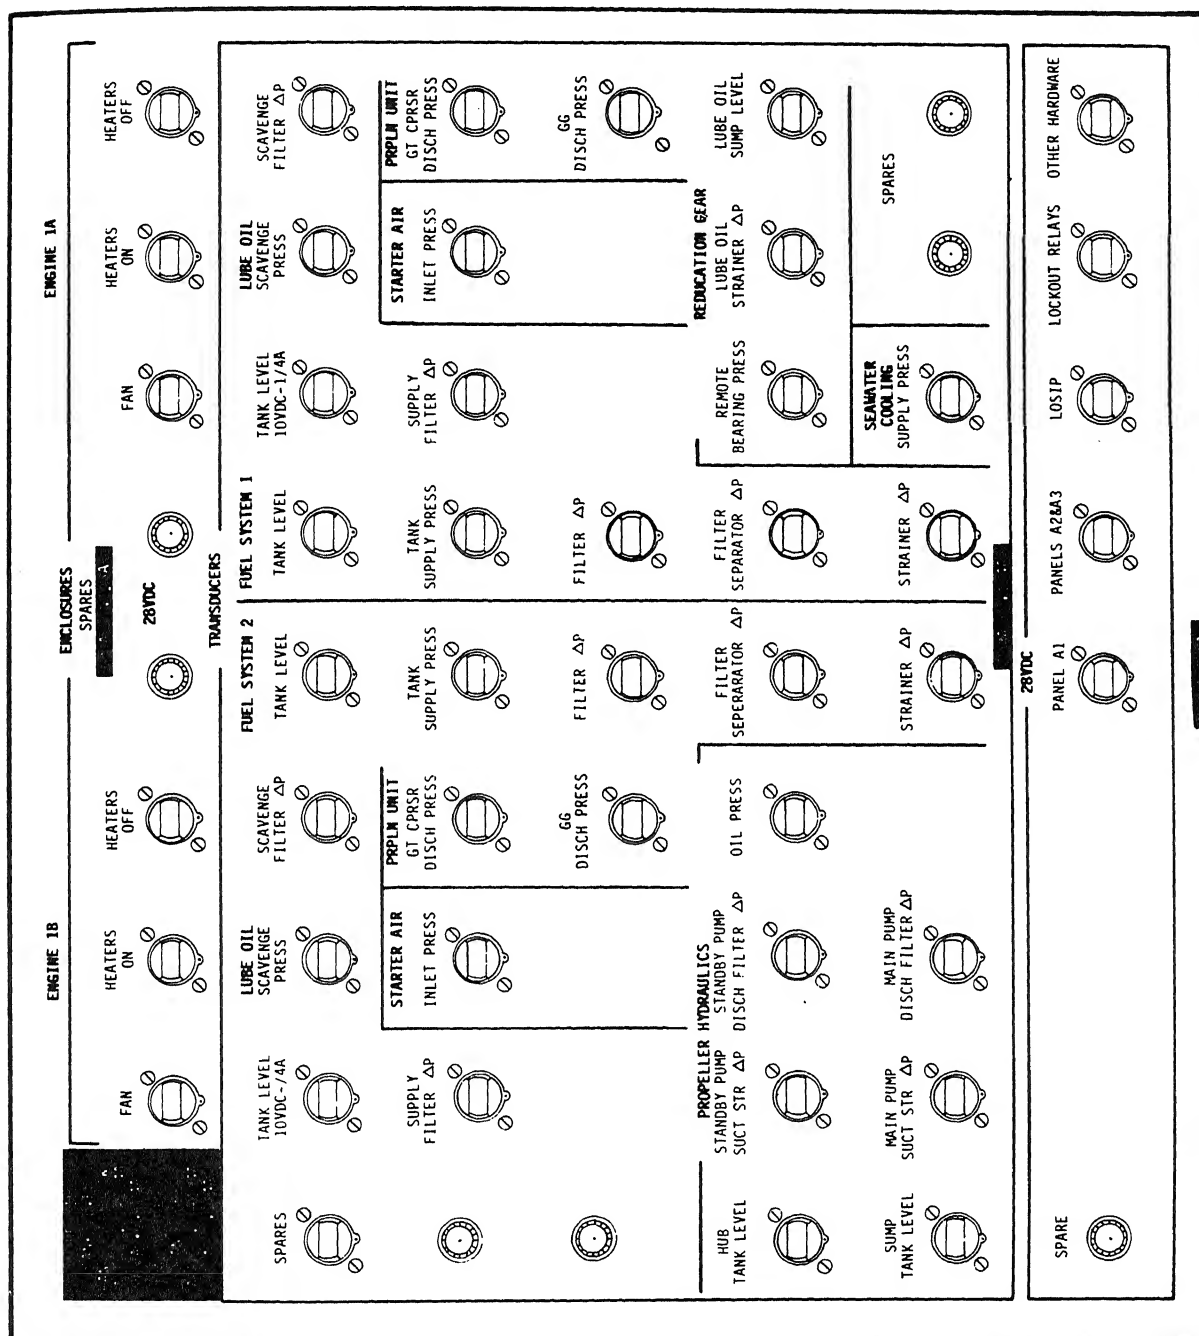 ENGINE 1B
ENCLOSURES
ENGINE 1A
SPARES
FAN
HEATERS
ON
HEATERS
OFF
28VDC
FAN
HEATERS
ON
HEATERS
OFF
TRANSDUCERS
SPARES
TANK LEVEL
10VDC-/4A
LUBE OIL
SCAVENGE
PRESS
SCAVENGE
FILTER ΔP
FUEL SYSTEM 2
TANK LEVEL
FUEL SYSTEM 1
TANK LEVEL
TANK LEVEL
10VDC-1/4A
LUBE OIL
SCAVENGE
PRESS
SCAVENGE
FILTER ΔP
SUPPLY
FILTER ΔP
STARTER AIR
INLET PRESS
PRPLN UNIT
GT CPRSR
DISCH PRESS
TANK
SUPPLY PRESS
TANK
SUPPLY PRESS
SUPPLY
FILTER ΔP
STARTER AIR
INLET PRESS
PRPLN UNIT
GT CPRSR
DISCH PRESS
GG
DISCH PRESS
FILTER ΔP
FILTER ΔP
GG
DISCH PRESS
PROPELLER HYDRAULICS
REDUCATION GEAR
HUB
TANK LEVEL
STANDBY PUMP
SUCT STR ΔP
STANDBY PUMP
DISCH FILTER ΔP
OIL PRESS
FILTER
SEPERARATOR ΔP
FILTER
SEPARATOR ΔP
REMOTE
BEARING PRESS
LUBE OIL
STRAINER ΔP
LUBE OIL
SUMP LEVEL
SUMP
TANK LEVEL
MAIN PUMP
SUCT STR ΔP
MAIN PUMP
DISCH FILTER ΔP
STRAINER ΔP
STRAINER ΔP
SEAWATER
COOLING
SUPPLY PRESS
SPARES
28VDC
SPARE
PANEL A1
PANELS A2&A3
LOSIP
LOCKOUT RELAYS
OTHER HARDWARE